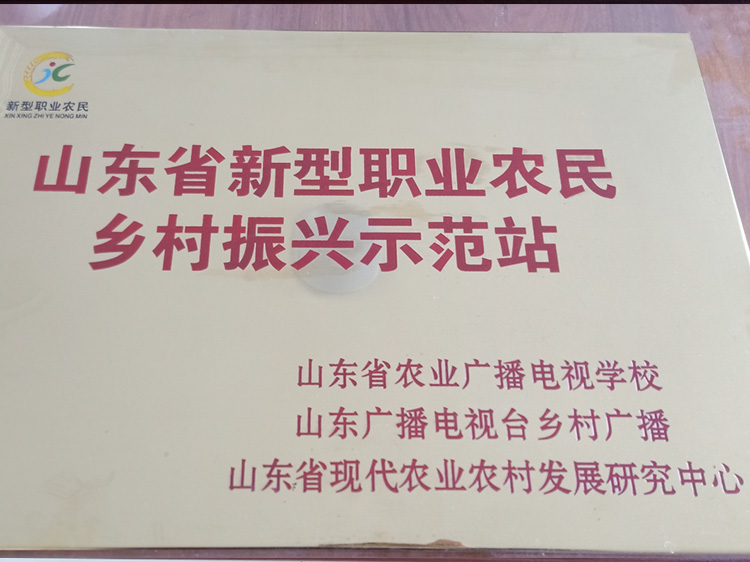 新型职业农民
XIN XING ZHI YE NONG MIN
山东省新型职业农民
乡村振兴示范站
山东省农业广播电视学校
山东广播电视台乡村广播
山东省现代农业农村发展研究中心